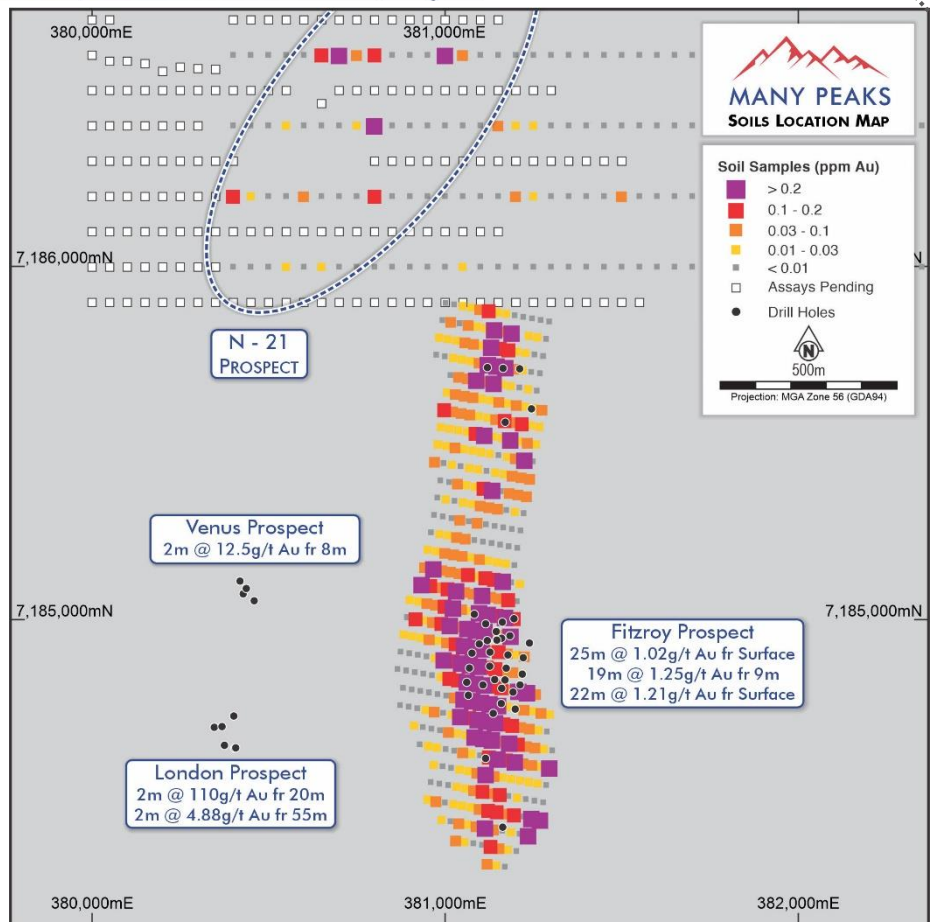 380,000mE
381,000mE
MANY PEAKS
SOILS LOCATION MAP
Soil Samples (ppm Au)
> 0.2
0.1 - 0.2
0.03 - 0.1
0.01 - 0.03
< 0.01
Assays Pending
Drill Holes
N
500m
Projection: MGA Zone 56 (GDA94)
7,186,000mN
N - 21
PROSPECT
Venus Prospect
2m @ 12.5g/t Au fr 8m
7,185,000mN
7,185,000mN
Fitzroy Prospect
25m @ 1.02g/t Au fr Surface
19m @ 1.25g/t Au fr 9m
22m @ 1.21g/t Au fr Surface
London Prospect
2m @ 110g/t Au fr 20m
2m @ 4.88g/t Au fr 55m
380,000mE
381,000mE
382,000mE